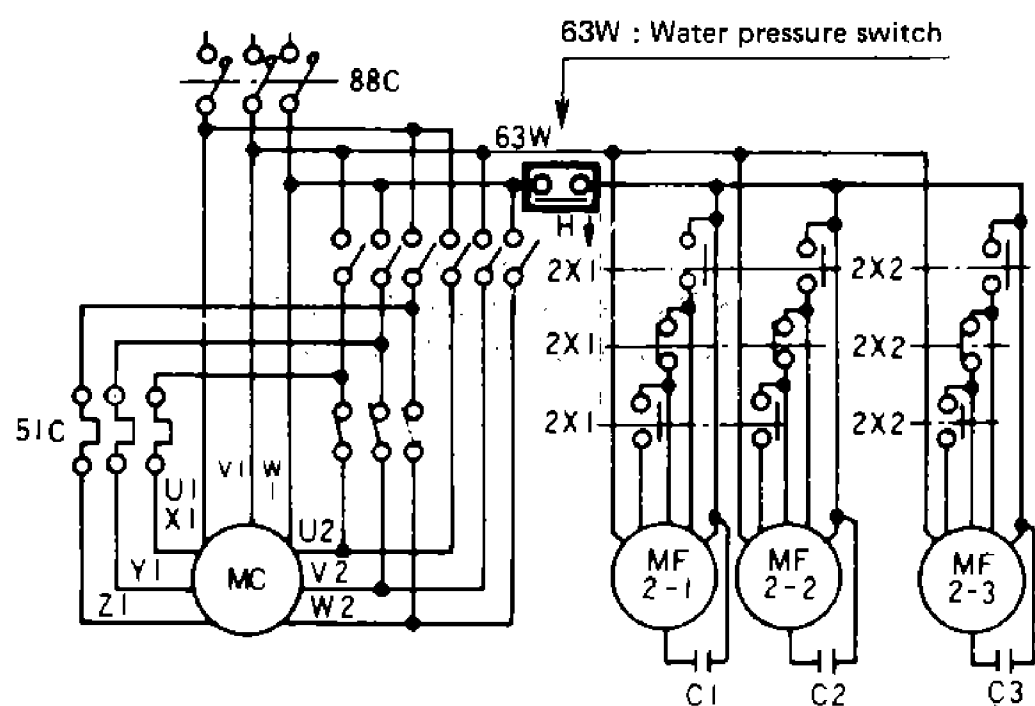 63W : Water pressure switch
88C
63W
H
2X1
2X2
2X1
2X2
2X1
2X2
51C
V1
W
1
U1
X1
U2
Y1
MC
V2
Z1
W2
MF
2-1
MF
2-2
MF
2-3
C1
C2
C3